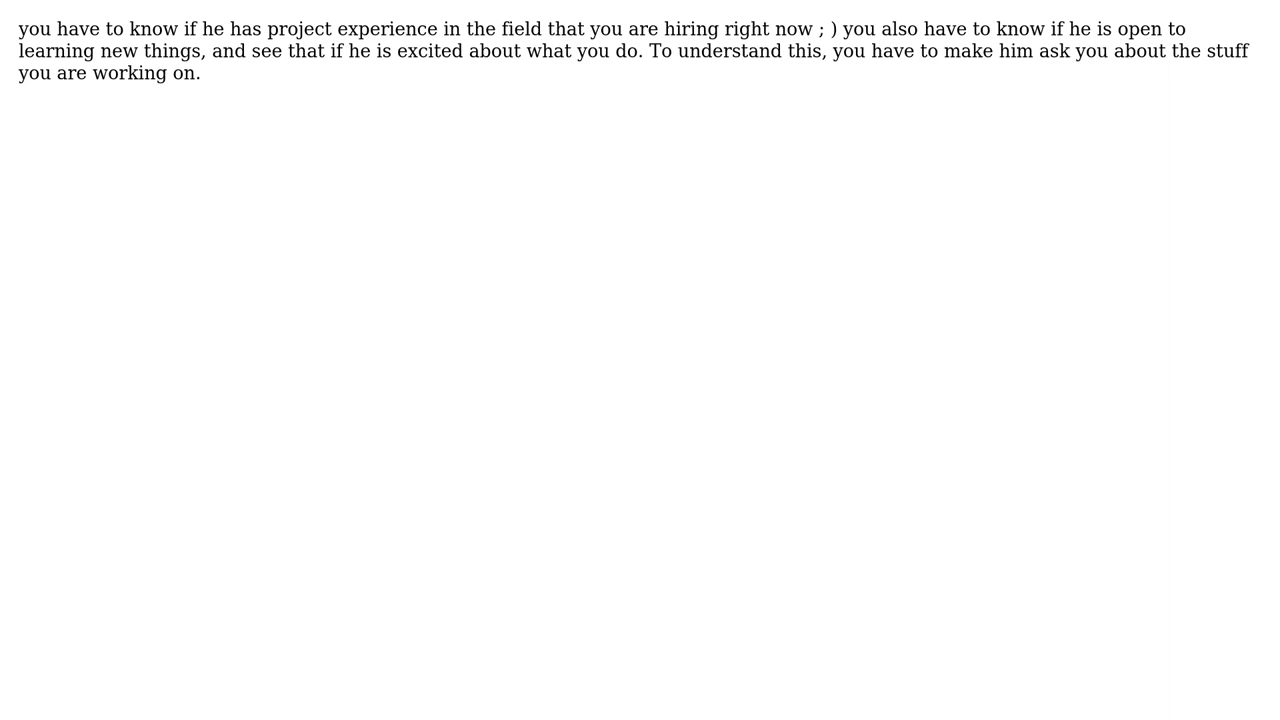 you have to know if he has project experience in the field that you are hiring right now ; ) you also have to know if he is open to
learning new things, and see that if he is excited about what you do. To understand this, you have to make him ask you about the stuff
you are working on.